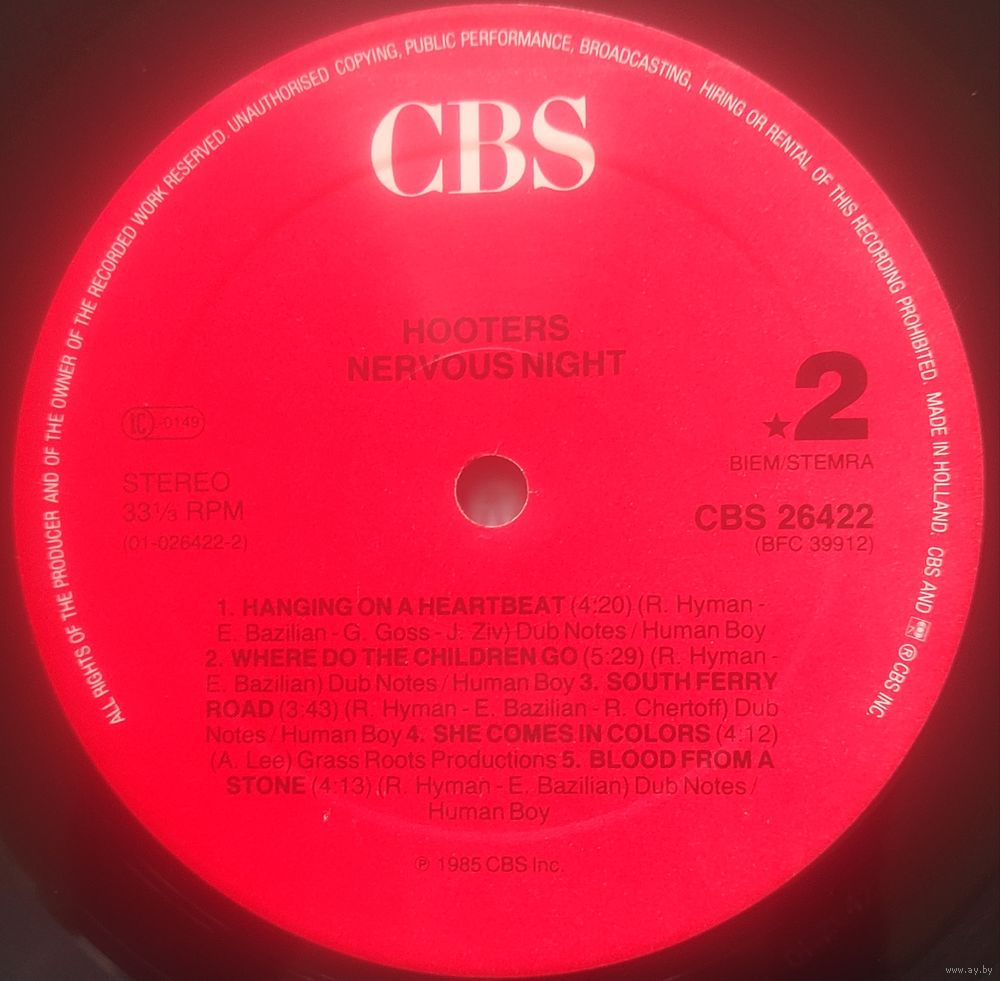 ALL RIGHTS OF THE PRODUCER AND OF THE OWNER OF THE RECORDED WORK RESERVED. UNAUTHORISED COPYING, PUBLIC PERFORMANCE, BROADCASTING, HIRING OR RENTAL OF THIS RECORDING PROHIBITED. MADE IN HOLLAND. CBS AND ℗ CBS INC.
CBS
HOOTERS
NERVOUS NIGHT
LC-0149
★2
BIEM/STEMRA
STEREO
33⅓ RPM
(01-026422-2)
CBS 26422
(BFC 39912)
1. HANGING ON A HEARTBEAT (4:20) (R. Hyman -
E. Bazilian - G. Goss - J. Ziv) Dub Notes / Human Boy
2. WHERE DO THE CHILDREN GO (5:29) (R. Hyman -
E. Bazilian) Dub Notes / Human Boy 3. SOUTH FERRY
ROAD (3:43) (R. Hyman - E. Bazilian - R. Chertoff) Dub
Notes / Human Boy 4. SHE COMES IN COLORS (4:12)
(A. Lee) Grass Roots Productions 5. BLOOD FROM A
STONE (4:13) (R. Hyman - E. Bazilian) Dub Notes /
Human Boy
℗ 1985 CBS Inc.
www.ay.by